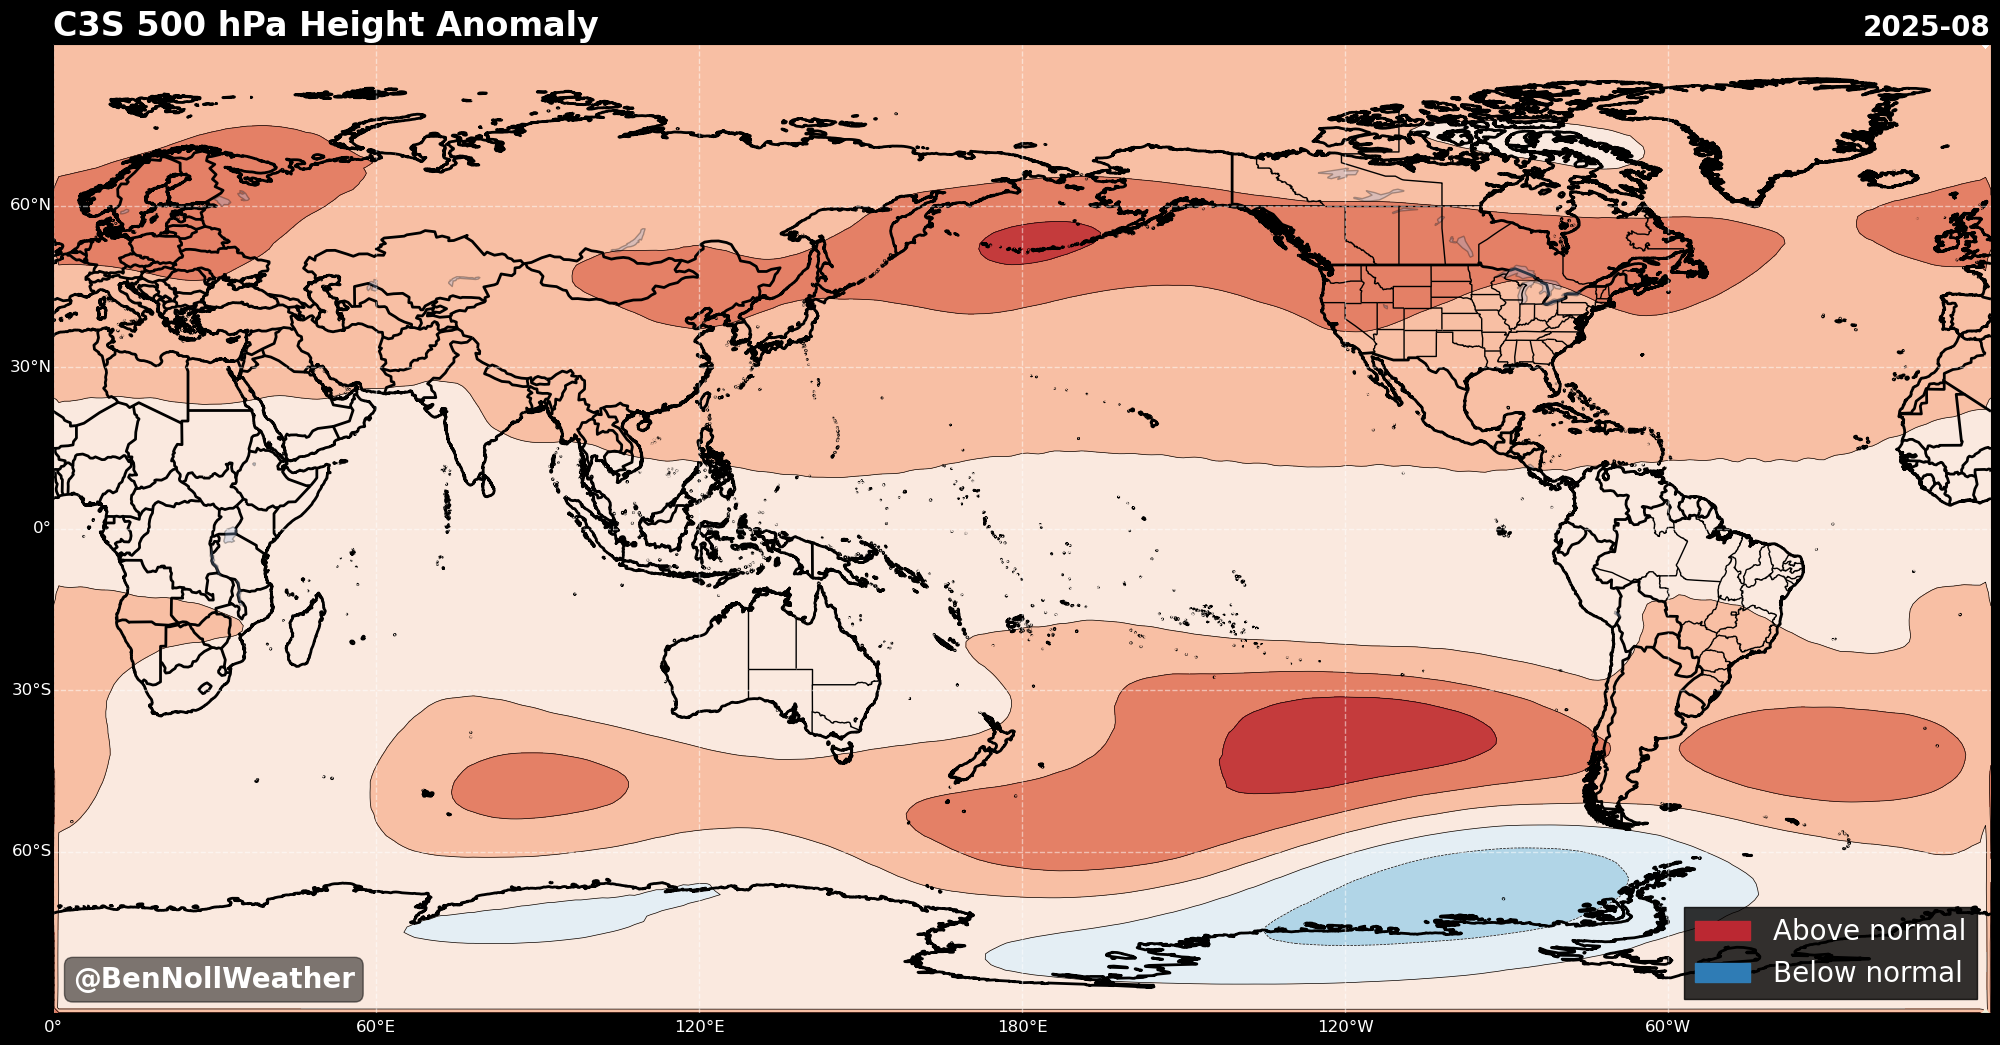 C3S 500 hPa Height Anomaly
2025-08
60°N
30°N
0°
30°S
60°S
@BenNollWeather
Above normal
Below normal
0°
60°E
120°E
180°E
120°W
60°W